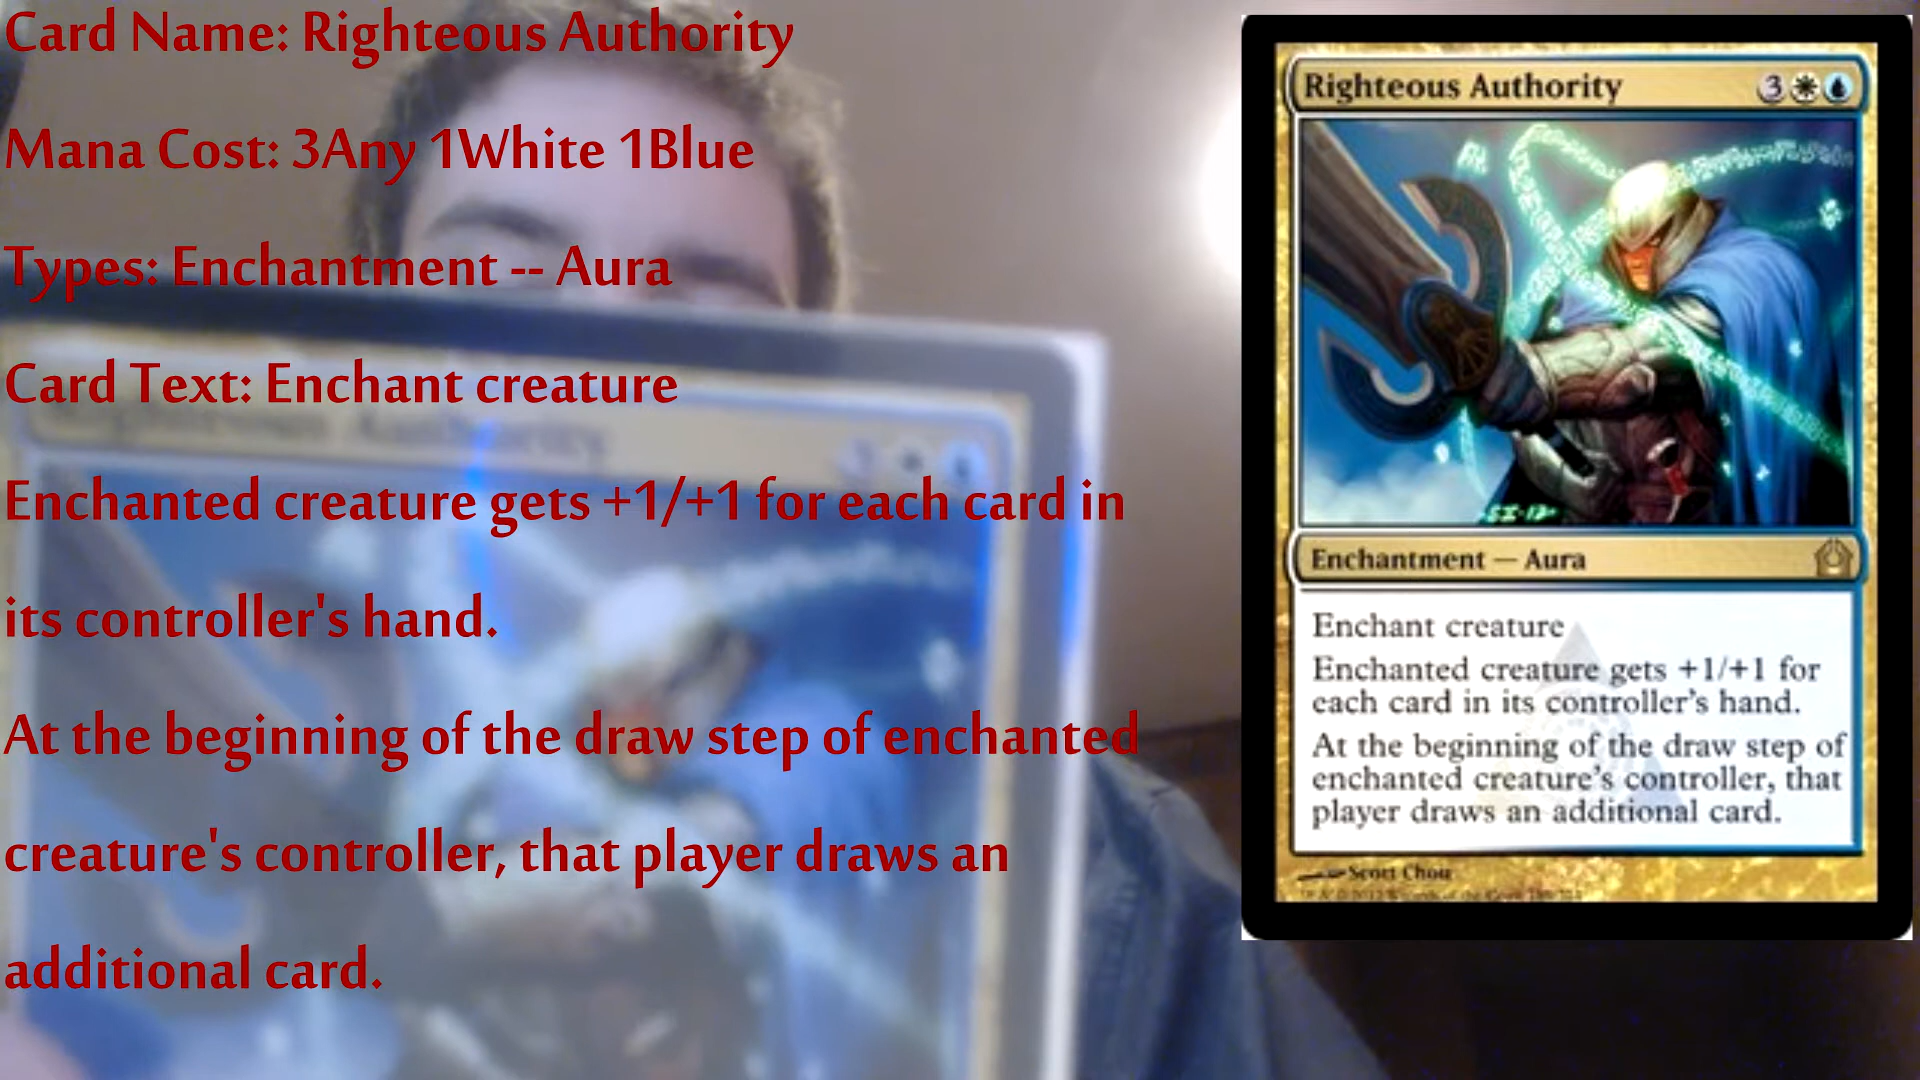 Card Name: Righteous Authority
Mana Cost: 3Any 1White 1Blue
Types: Enchantment -- Aura
Card Text: Enchant creature
Enchanted creature gets +1/+1 for each card in
its controller's hand.
At the beginning of the draw step of enchanted
creature's controller, that player draws an
additional card.
Righteous Authority
3
Enchantment — Aura
Enchant creature
Enchanted creature gets +1/+1 for
each card in its controller's hand.
At the beginning of the draw step of
enchanted creature's controller, that
player draws an additional card.
Scott Chou
Righteous Authority